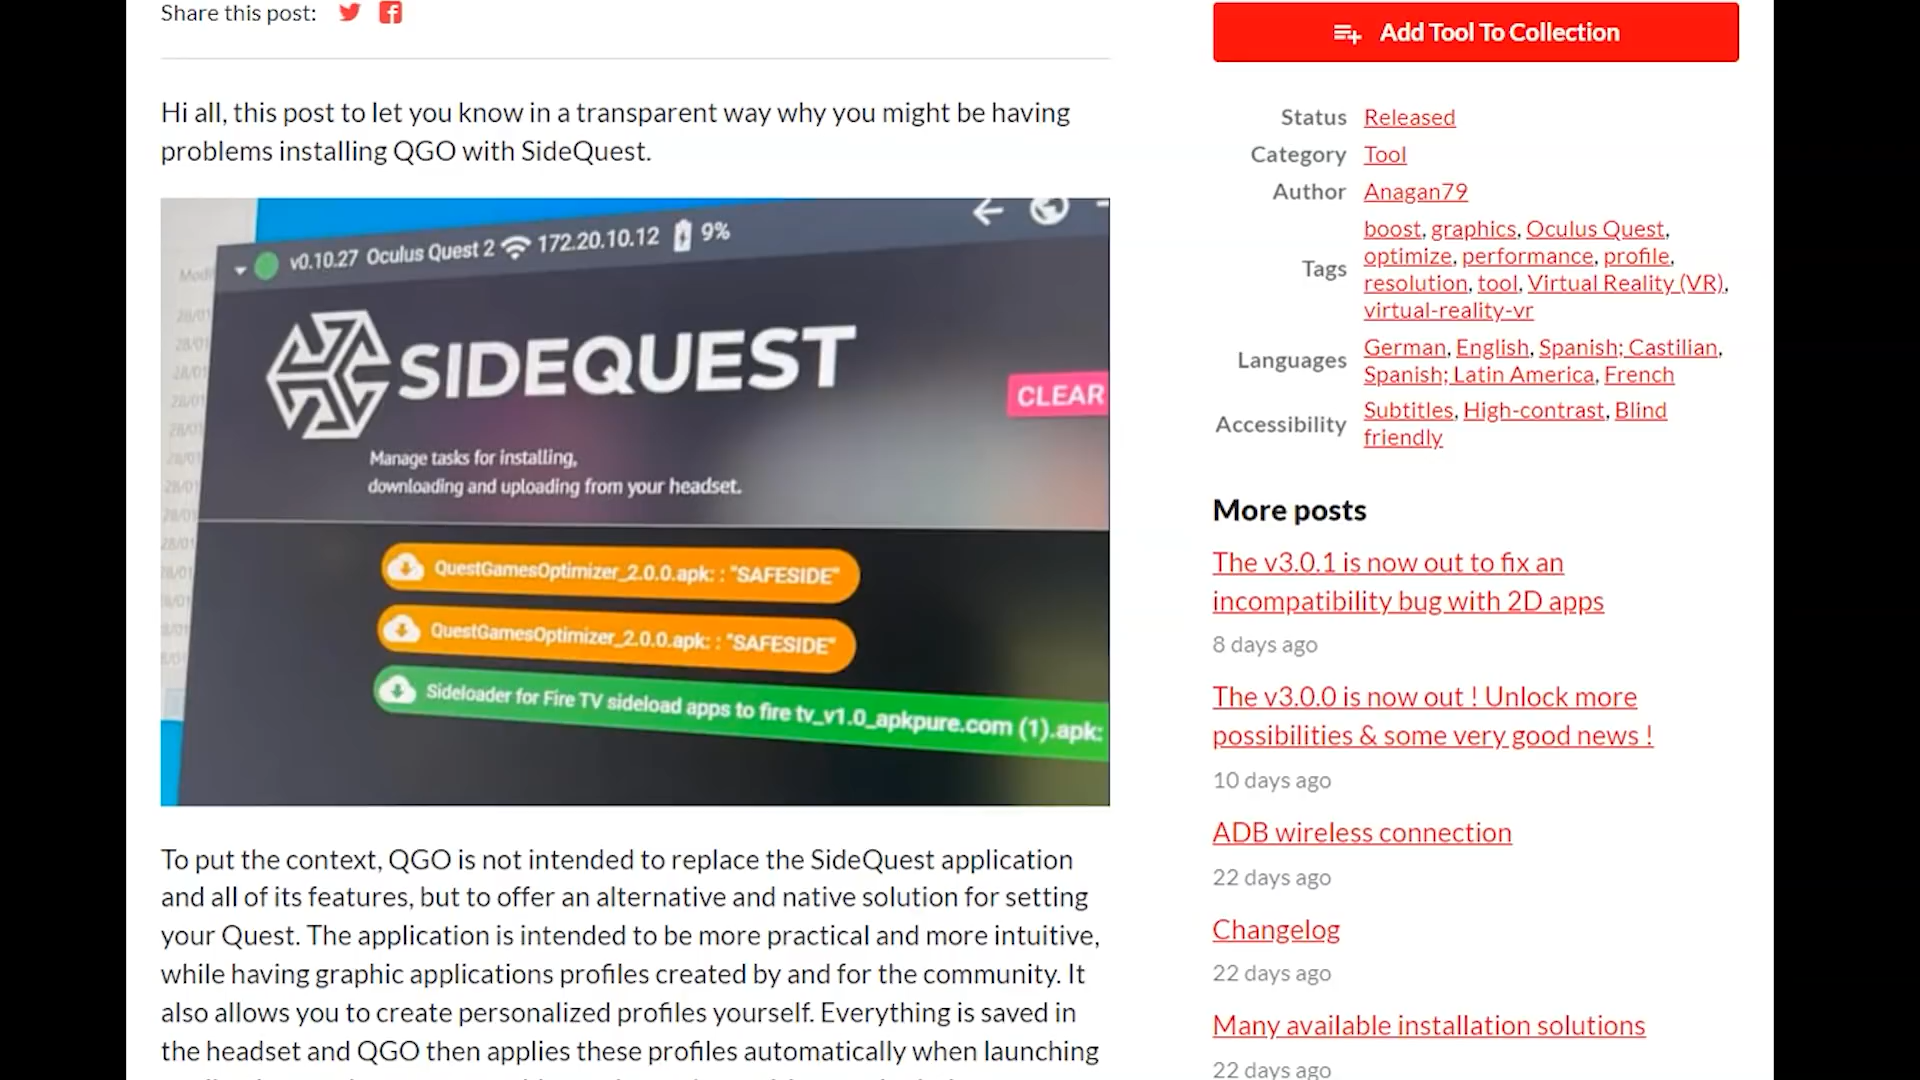 Share this post:
Hi all, this post to let you know in a transparent way why you might be having
problems installing QGO with SideQuest.
v0.10.27 Oculus Quest 2 172.20.10.12 9%
SIDEQUEST
CLEAR
Manage tasks for installing,
downloading and uploading from your headset.
QuestGamesOptimizer_2.0.0.apk: : "SAFESIDE"
QuestGamesOptimizer_2.0.0.apk: : "SAFESIDE"
Sideloader for Fire TV sideload apps to fire tv_v1.0_apkpure.com (1).apk:
To put the context, QGO is not intended to replace the SideQuest application
and all of its features, but to offer an alternative and native solution for setting
your Quest. The application is intended to be more practical and more intuitive,
while having graphic applications profiles created by and for the community. It
also allows you to create personalized profiles yourself. Everything is saved in
the headset and QGO then applies these profiles automatically when launching
Add Tool To Collection
Status Released
Category Tool
Author Anagan79
Tags boost, graphics, Oculus Quest,
optimize, performance, profile,
resolution, tool, Virtual Reality (VR),
virtual-reality-vr
Languages German, English, Spanish; Castilian,
Spanish; Latin America, French
Accessibility Subtitles, High-contrast, Blind
friendly
More posts
The v3.0.1 is now out to fix an
incompatibility bug with 2D apps
8 days ago
The v3.0.0 is now out ! Unlock more
possibilities & some very good news !
10 days ago
ADB wireless connection
22 days ago
Changelog
22 days ago
Many available installation solutions
22 days ago